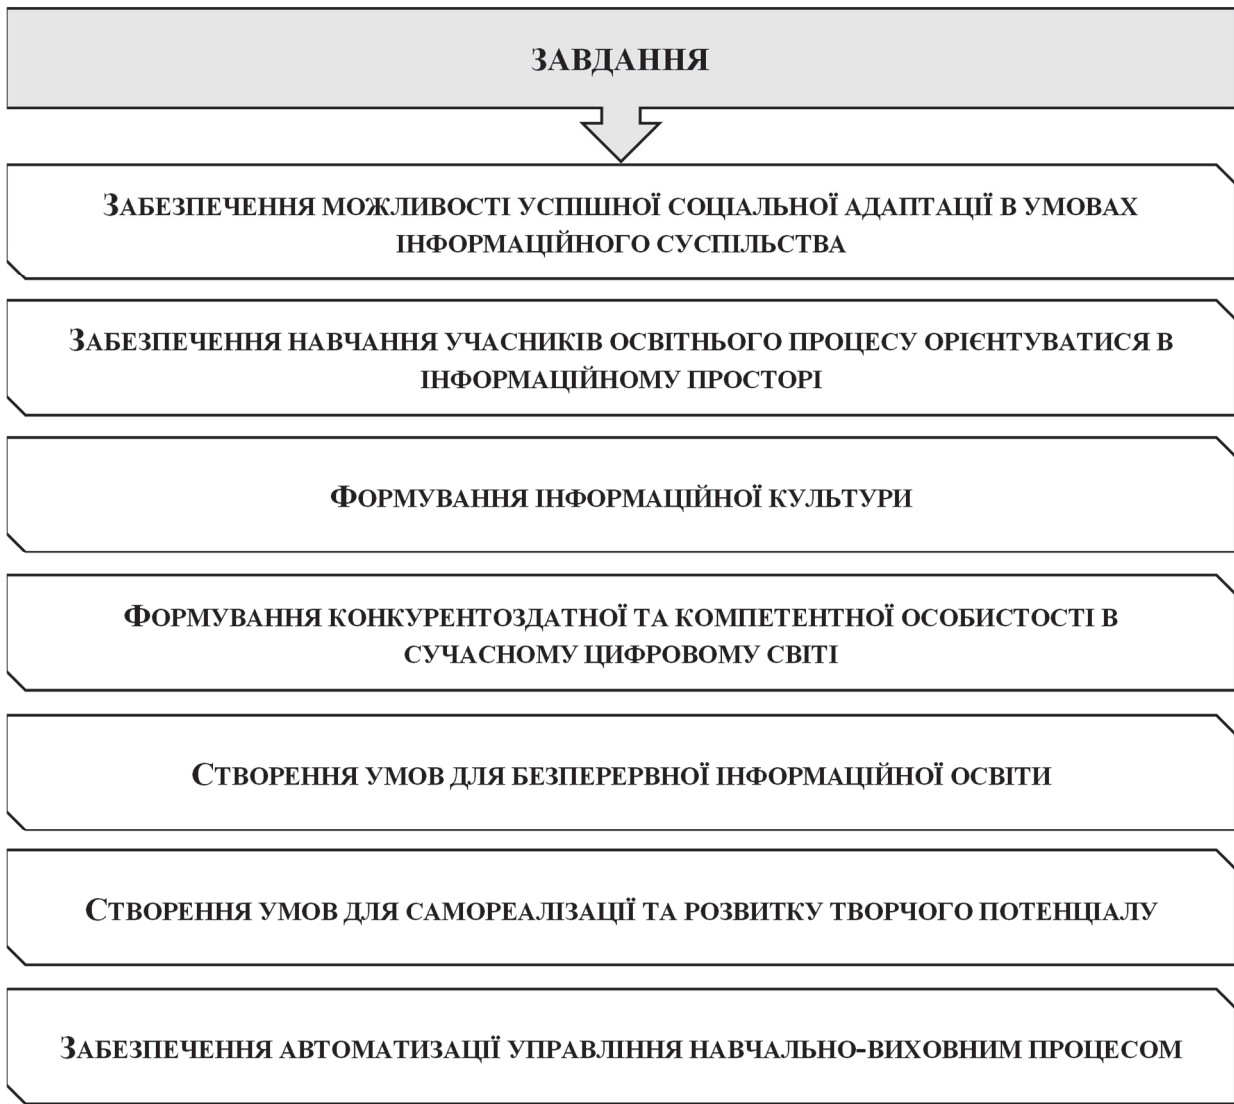 ЗАВДАННЯ
ЗАБЕЗПЕЧЕННЯ МОЖЛИВОСТІ УСПІШНОЇ СОЦІАЛЬНОЇ АДАПТАЦІЇ В УМОВАХ
ІНФОРМАЦІЙНОГО СУСПІЛЬСТВА
ЗАБЕЗПЕЧЕННЯ НАВЧАННЯ УЧАСНИКІВ ОСВІТНЬОГО ПРОЦЕСУ ОРІЄНТУВАТИСЯ В
ІНФОРМАЦІЙНОМУ ПРОСТОРІ
ФОРМУВАННЯ ІНФОРМАЦІЙНОЇ КУЛЬТУРИ
ФОРМУВАННЯ КОНКУРЕНТОЗДАТНОЇ ТА КОМПЕТЕНТНОЇ ОСОБИСТОСТІ В
СУЧАСНОМУ ЦИФРОВОМУ СВІТІ
СТВОРЕННЯ УМОВ ДЛЯ БЕЗПЕРЕРВНОЇ ІНФОРМАЦІЙНОЇ ОСВІТИ
СТВОРЕННЯ УМОВ ДЛЯ САМОРЕАЛІЗАЦІЇ ТА РОЗВИТКУ ТВОРЧОГО ПОТЕНЦІАЛУ
ЗАБЕЗПЕЧЕННЯ АВТОМАТИЗАЦІЇ УПРАВЛІННЯ НАВЧАЛЬНО-ВИХОВНИМ ПРОЦЕСОМ